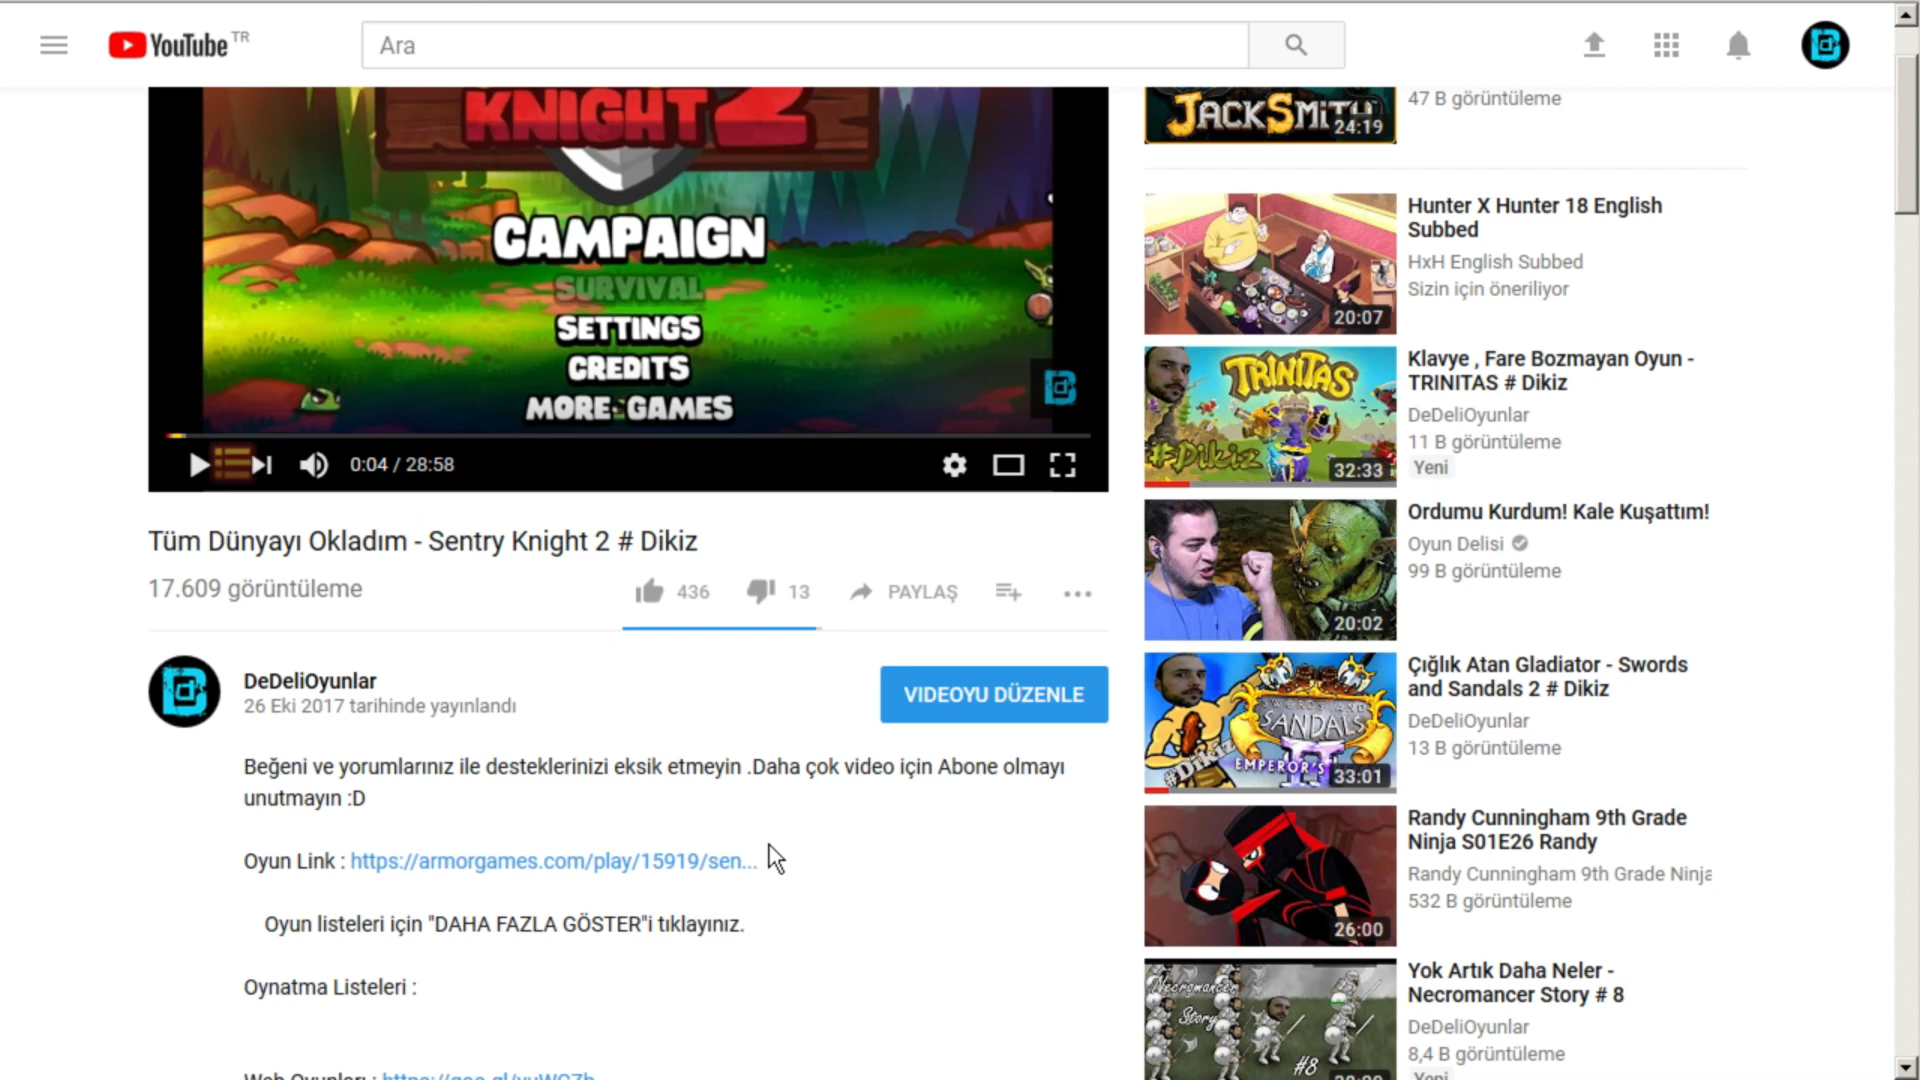 YouTube TR
Ara
KNIGHT 2
CAMPAIGN
SURVIVAL
SETTINGS
CREDITS
MORE GAMES
0:04 / 28:58
Tüm Dünyayı Okladım - Sentry Knight 2 # Dikiz
17.609 görüntüleme
436
13
PAYLAŞ
DeDeliOyunlar
26 Eki 2017 tarihinde yayınlandı
VIDEOYU DÜZENLE
Beğeni ve yorumlarınız ile desteklerinizi eksik etmeyin .Daha çok video için Abone olmayı
unutmayın :D
Oyun Link : https://armorgames.com/play/15919/sen...
Oyun listeleri için "DAHA FAZLA GÖSTER"i tıklayınız.
Oynatma Listeleri :
JACKSMITH
24:19
47 B görüntüleme
20:07
Hunter X Hunter 18 English
Subbed
HxH English Subbed
Sizin için öneriliyor
TRINITAS
#Dikiz
32:33
Klavye , Fare Bozmayan Oyun -
TRINITAS # Dikiz
DeDeliOyunlar
11 B görüntüleme
Yeni
20:02
Ordumu Kurdum! Kale Kuşattım!
Oyun Delisi
99 B görüntüleme
SWORDS AND
SANDALS
II
EMPEROR'S
#Dikiz
33:01
Çığlık Atan Gladiator - Swords
and Sandals 2 # Dikiz
DeDeliOyunlar
13 B görüntüleme
26:00
Randy Cunningham 9th Grade
Ninja S01E26 Randy
Randy Cunningham 9th Grade Ninja
532 B görüntüleme
Necromancer
Story
#8
Yok Artık Daha Neler -
Necromancer Story # 8
DeDeliOyunlar
8,4 B görüntüleme
Yeni